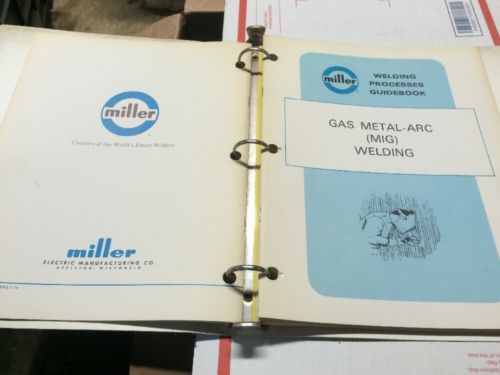 miller
Creators of the World's Finest Welders
miller
ELECTRIC MANUFACTURING CO.
APPLETON, WISCONSIN
miller
WELDING
PROCESSES
GUIDEBOOK
GAS METAL-ARC
(MIG)
WELDING